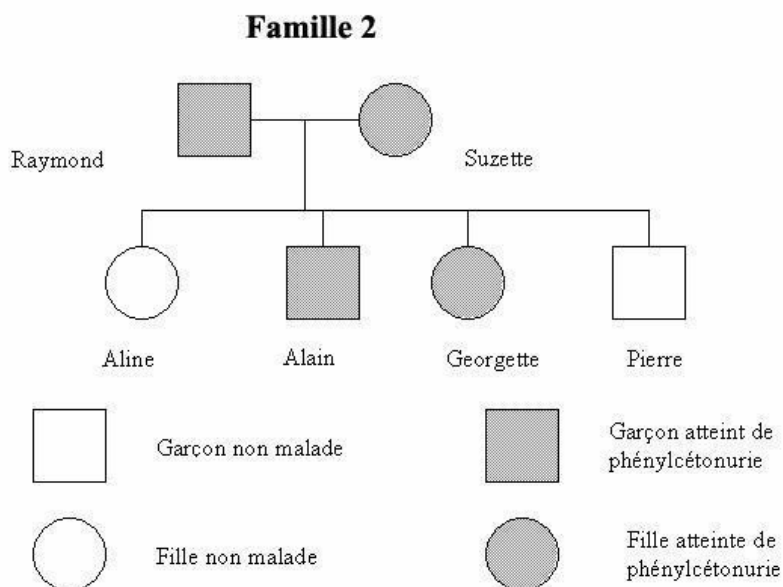 Famille 2
Raymond
Suzette
Aline
Alain
Georgette
Pierre
Garçon non malade
Garçon atteint de
phénylcétonurie
Fille non malade
Fille atteinte de
phénylcétonurie